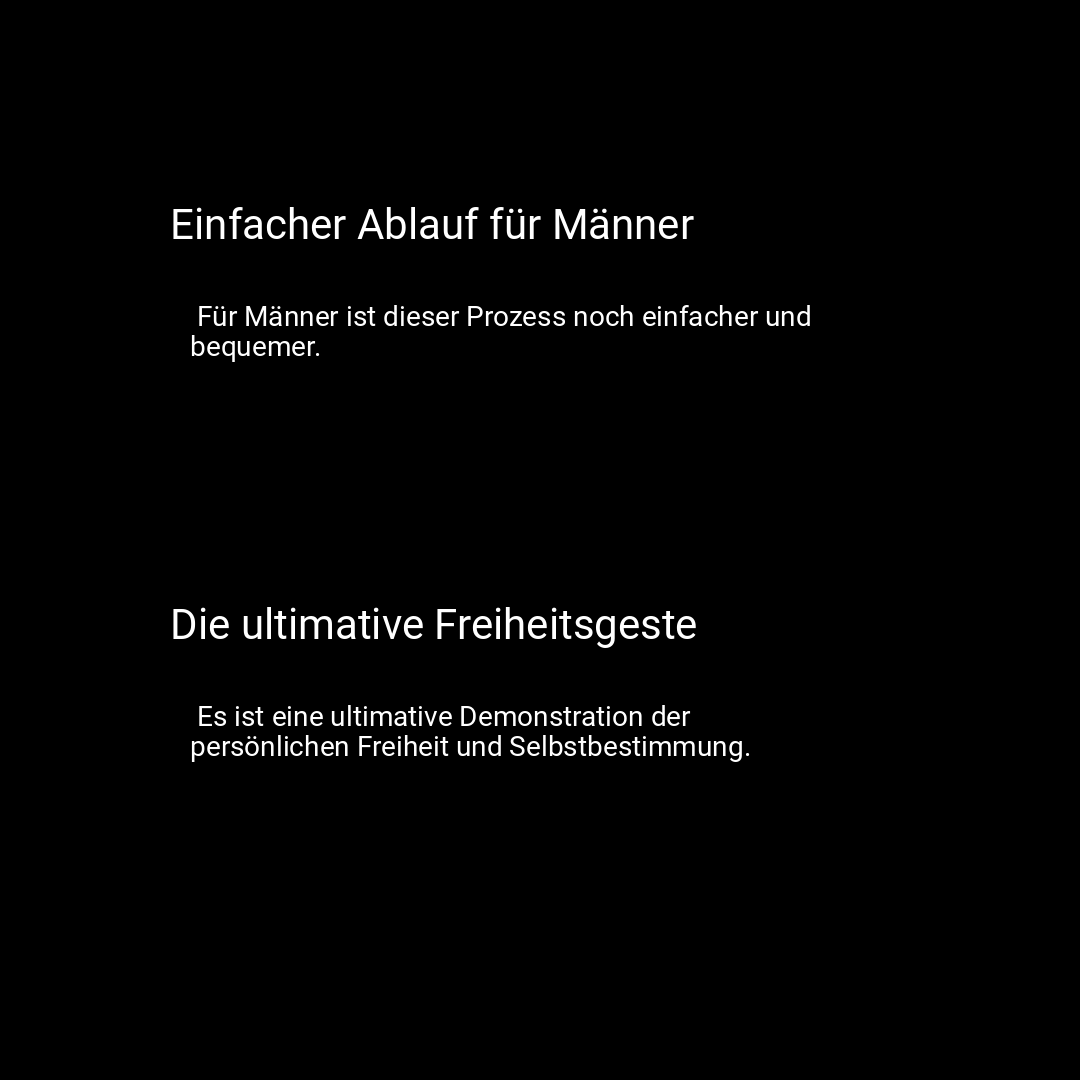 Einfacher Ablauf für Männer
Für Männer ist dieser Prozess noch einfacher und
bequemer.
Die ultimative Freiheitsgeste
Es ist eine ultimative Demonstration der
persönlichen Freiheit und Selbstbestimmung.